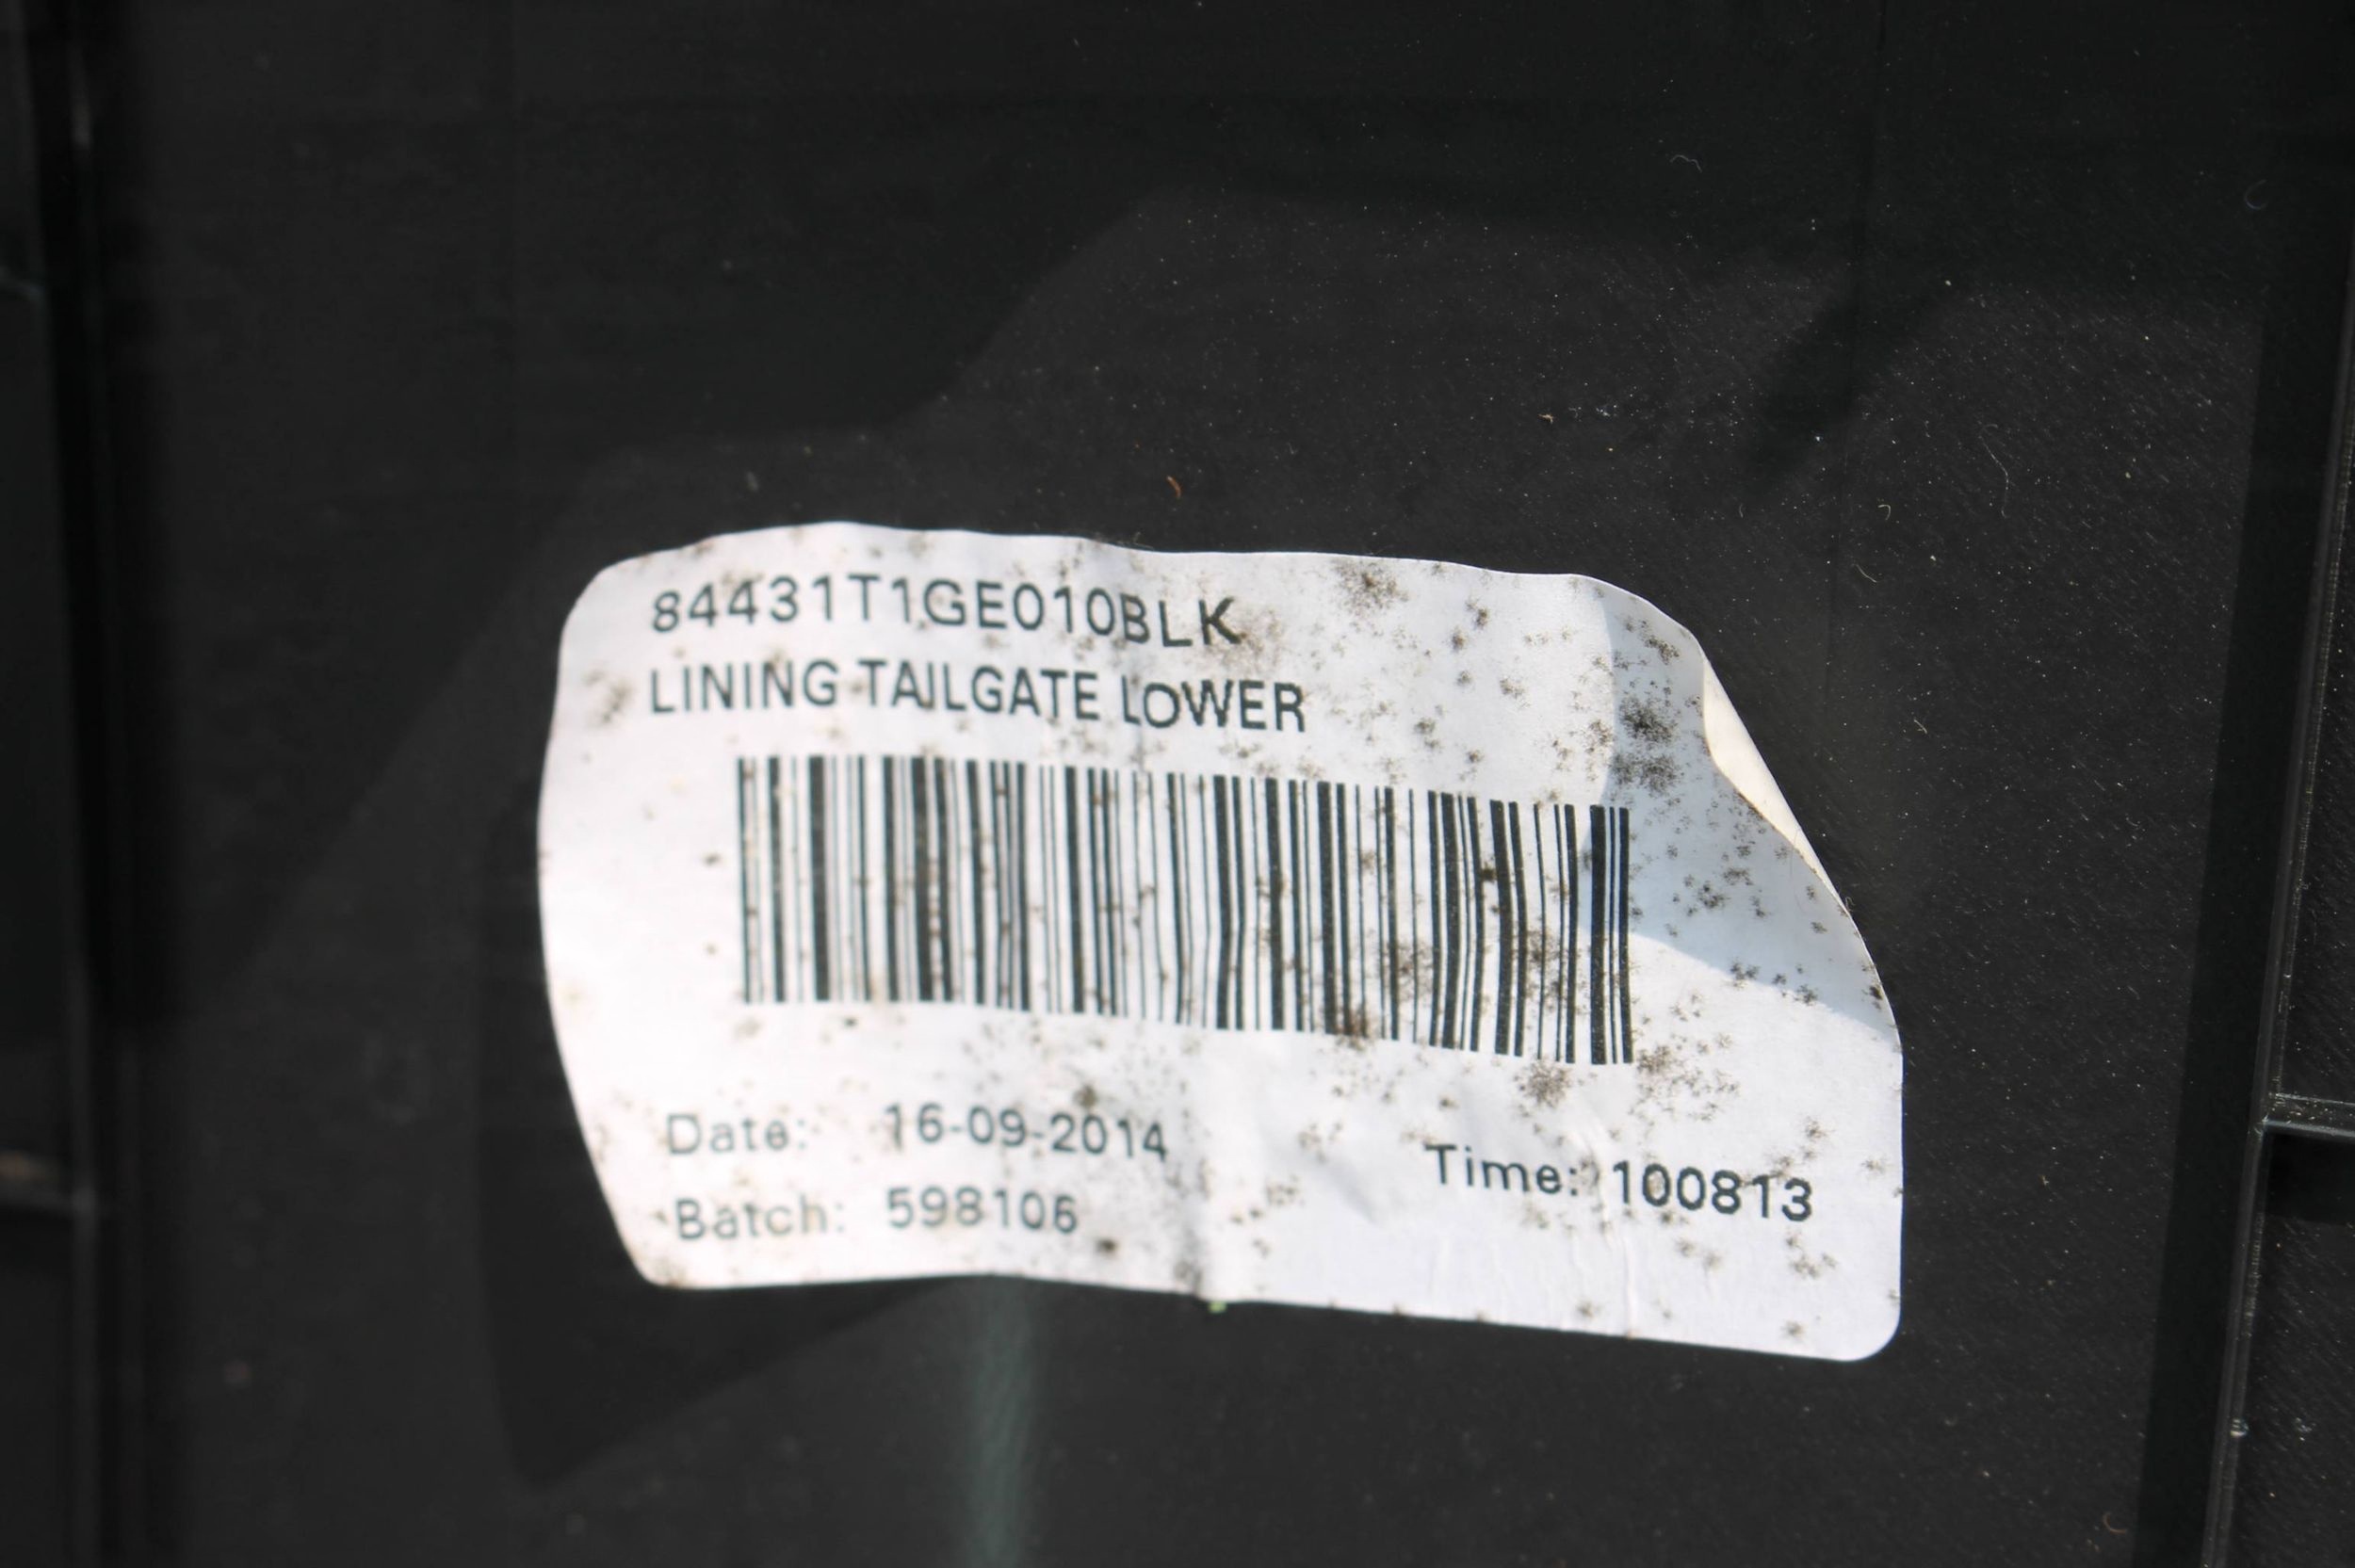 84431T1GE010BLK
LINING TAILGATE LOWER
Date: 16-09-2014
Time: 100813
Batch: 598106